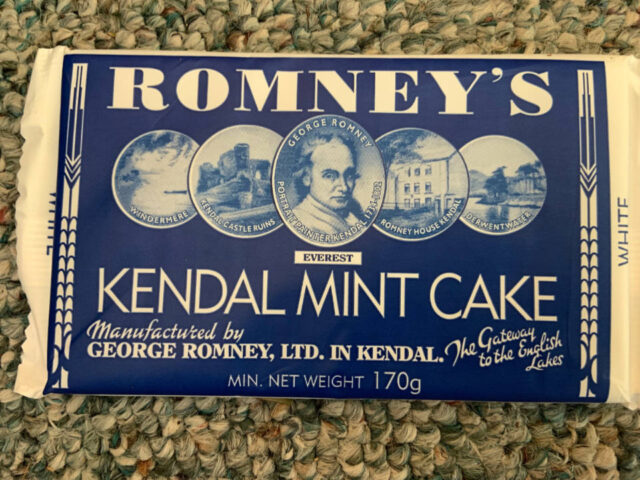 ROMNEY'S
GEORGE ROMNEY
PORTRAIT PAINTER KENDAL 1734-1802
WINDERMERE
KENDAL CASTLE RUINS
ROMNEY HOUSE KENDAL
DERWENTWATER
EVEREST
KENDAL MINT CAKE
Manufactured by
GEORGE ROMNEY, LTD. IN KENDAL.
The Gateway
to the English
Lakes
MIN. NET WEIGHT 170g
WHITE
WHITE